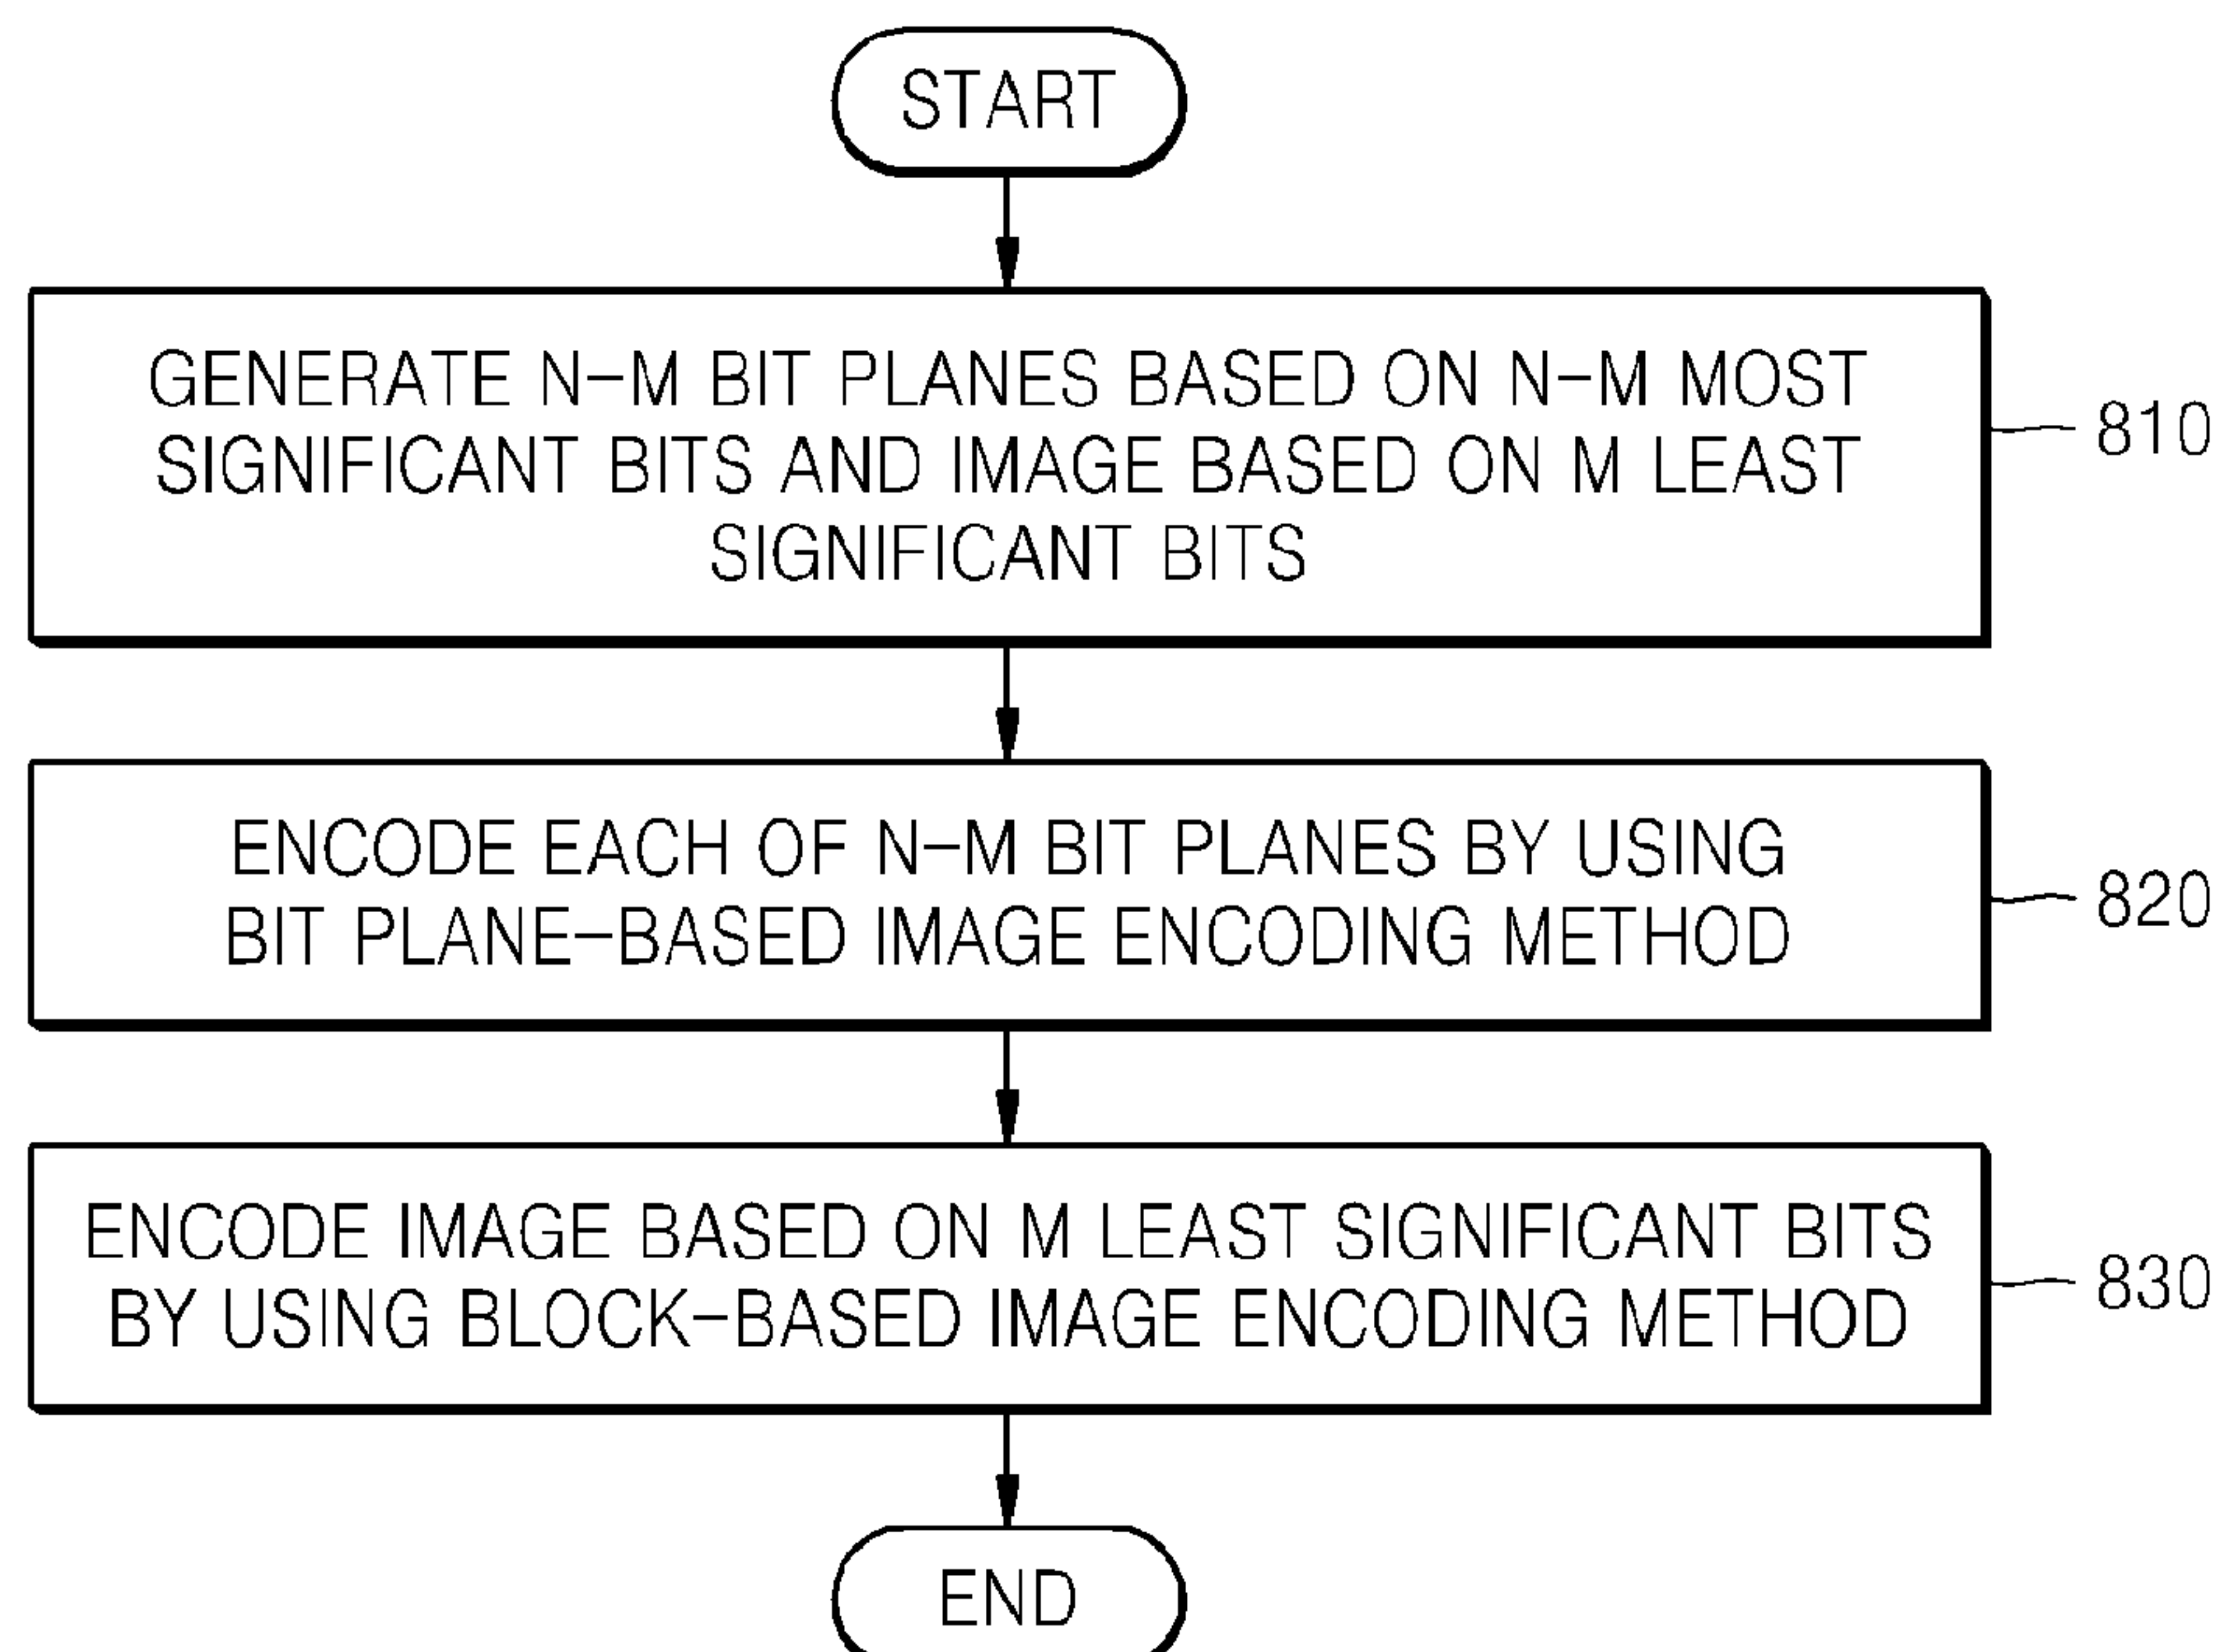 START
GENERATE N-M BIT PLANES BASED ON N-M MOST
SIGNIFICANT BITS AND IMAGE BASED ON M LEAST
SIGNIFICANT BITS
810
ENCODE EACH OF N-M BIT PLANES BY USING
BIT PLANE-BASED IMAGE ENCODING METHOD
820
ENCODE IMAGE BASED ON M LEAST SIGNIFICANT BITS
BY USING BLOCK-BASED IMAGE ENCODING METHOD
830
END